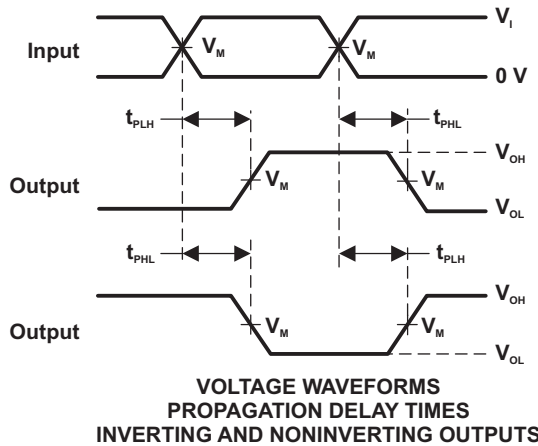 V_I
Input V_M V_M
0 V
t_PLH t_PHL
V_OH
Output V_M V_M
V_OL
t_PHL t_PLH
V_OH
Output V_M V_M
V_OL
VOLTAGE WAVEFORMS
PROPAGATION DELAY TIMES
INVERTING AND NONINVERTING OUTPUTS